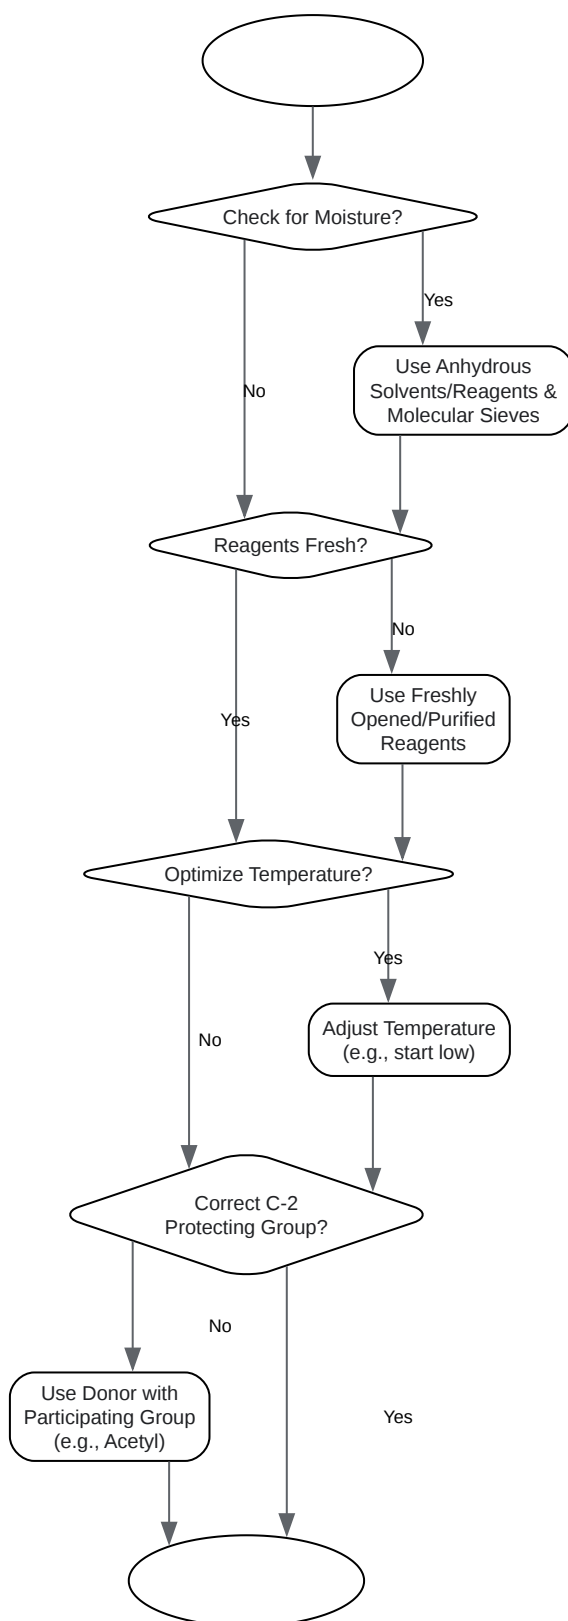 Check for Moisture?
Yes
Use Anhydrous
Solvents/Reagents &
Molecular Sieves
No
Reagents Fresh?
No
Use Freshly
Opened/Purified
Reagents
Yes
Optimize Temperature?
Yes
Adjust Temperature
(e.g., start low)
No
Correct C-2
Protecting Group?
No
Use Donor with
Participating Group
(e.g., Acetyl)
Yes